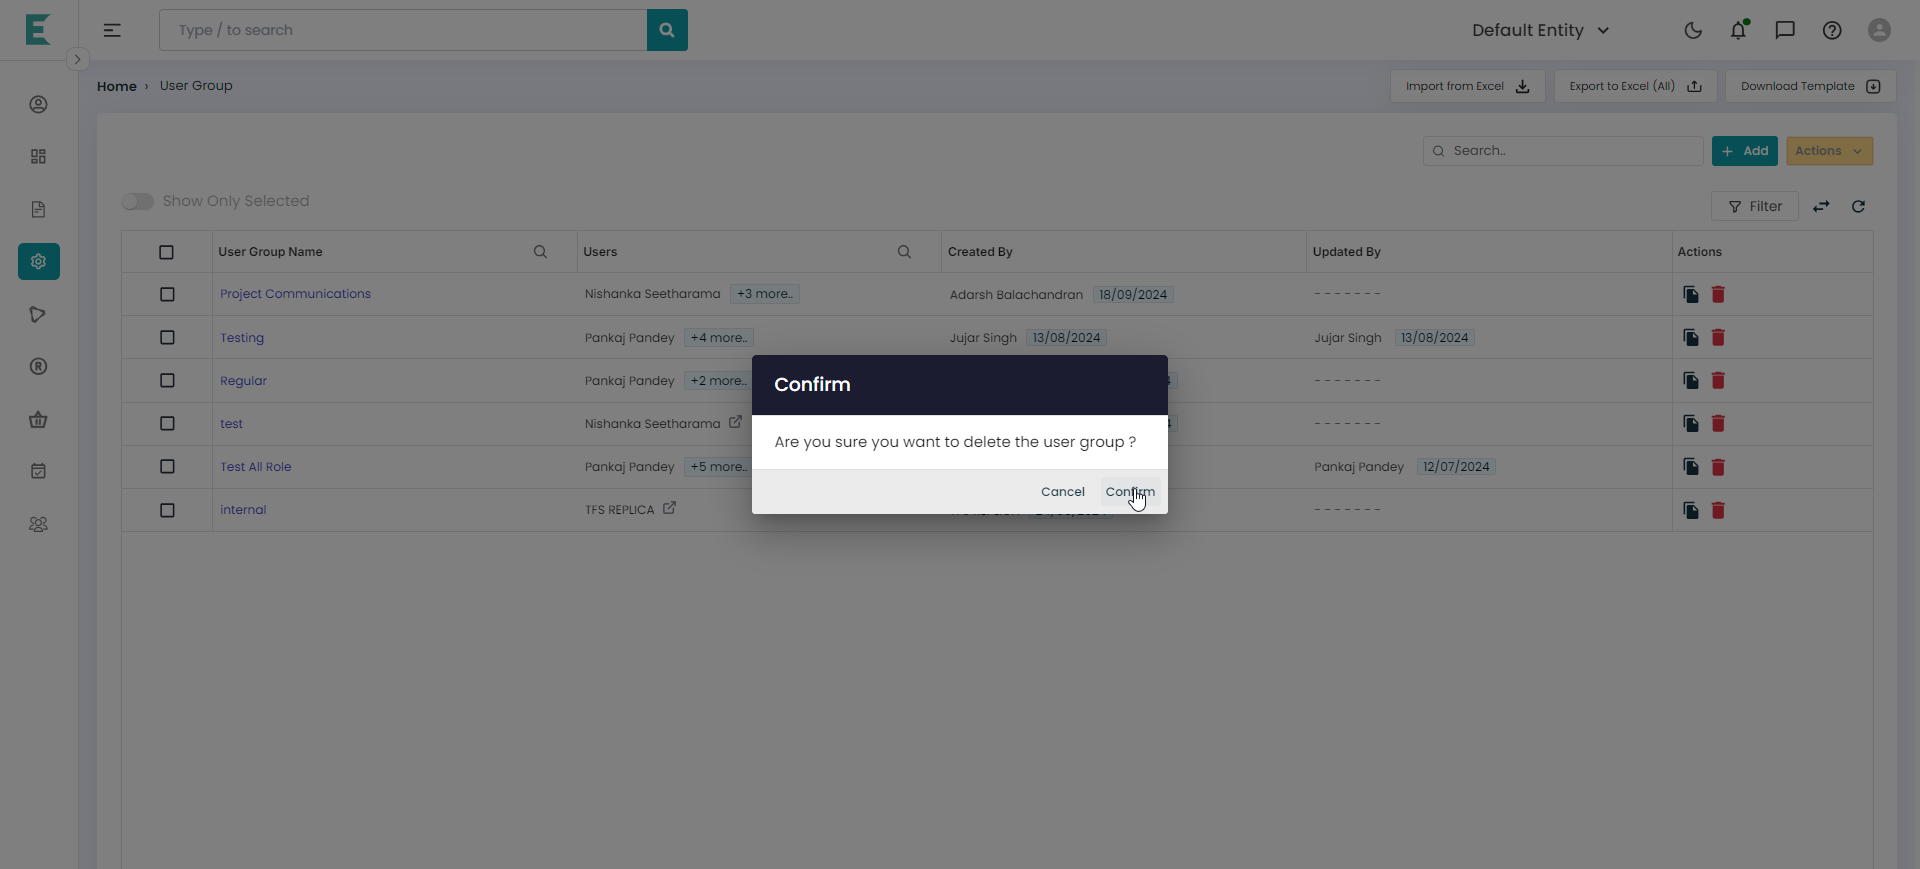 Type / to search
Default Entity
Home › User Group
Import from Excel
Export to Excel (All)
Download Template
Search..
+ Add
Actions
Show Only Selected
Filter
User Group Name Users Created By Updated By Actions
Project Communications Nishanka Seetharama +3 more.. Adarsh Balachandran 18/09/2024 - - - - - - -
Testing Pankaj Pandey +4 more.. Jujar Singh 13/08/2024 Jujar Singh 13/08/2024
Regular Pankaj Pandey +2 more.. - - - - - - -
test Nishanka Seetharama - - - - - - -
Test All Role Pankaj Pandey +5 more.. Pankaj Pandey 12/07/2024
internal TFS REPLICA - - - - - - -
Confirm
Are you sure you want to delete the user group ?
Cancel
Confirm